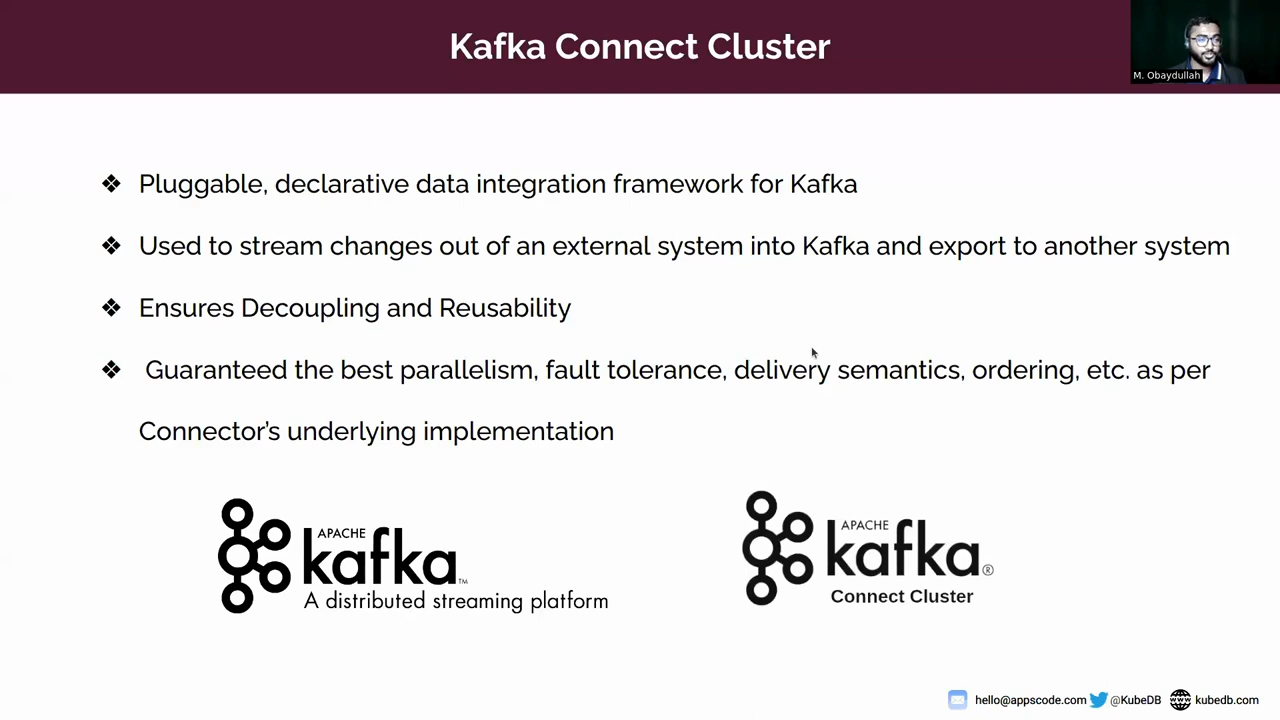 Kafka Connect Cluster
M. Obaydullah
❖ Pluggable, declarative data integration framework for Kafka
❖ Used to stream changes out of an external system into Kafka and export to another system
❖ Ensures Decoupling and Reusability
❖ Guaranteed the best parallelism, fault tolerance, delivery semantics, ordering, etc. as per
Connector’s underlying implementation
APACHE
kafka™
A distributed streaming platform
APACHE
kafka®
Connect Cluster
hello@appscode.com @KubeDB WWW kubedb.com